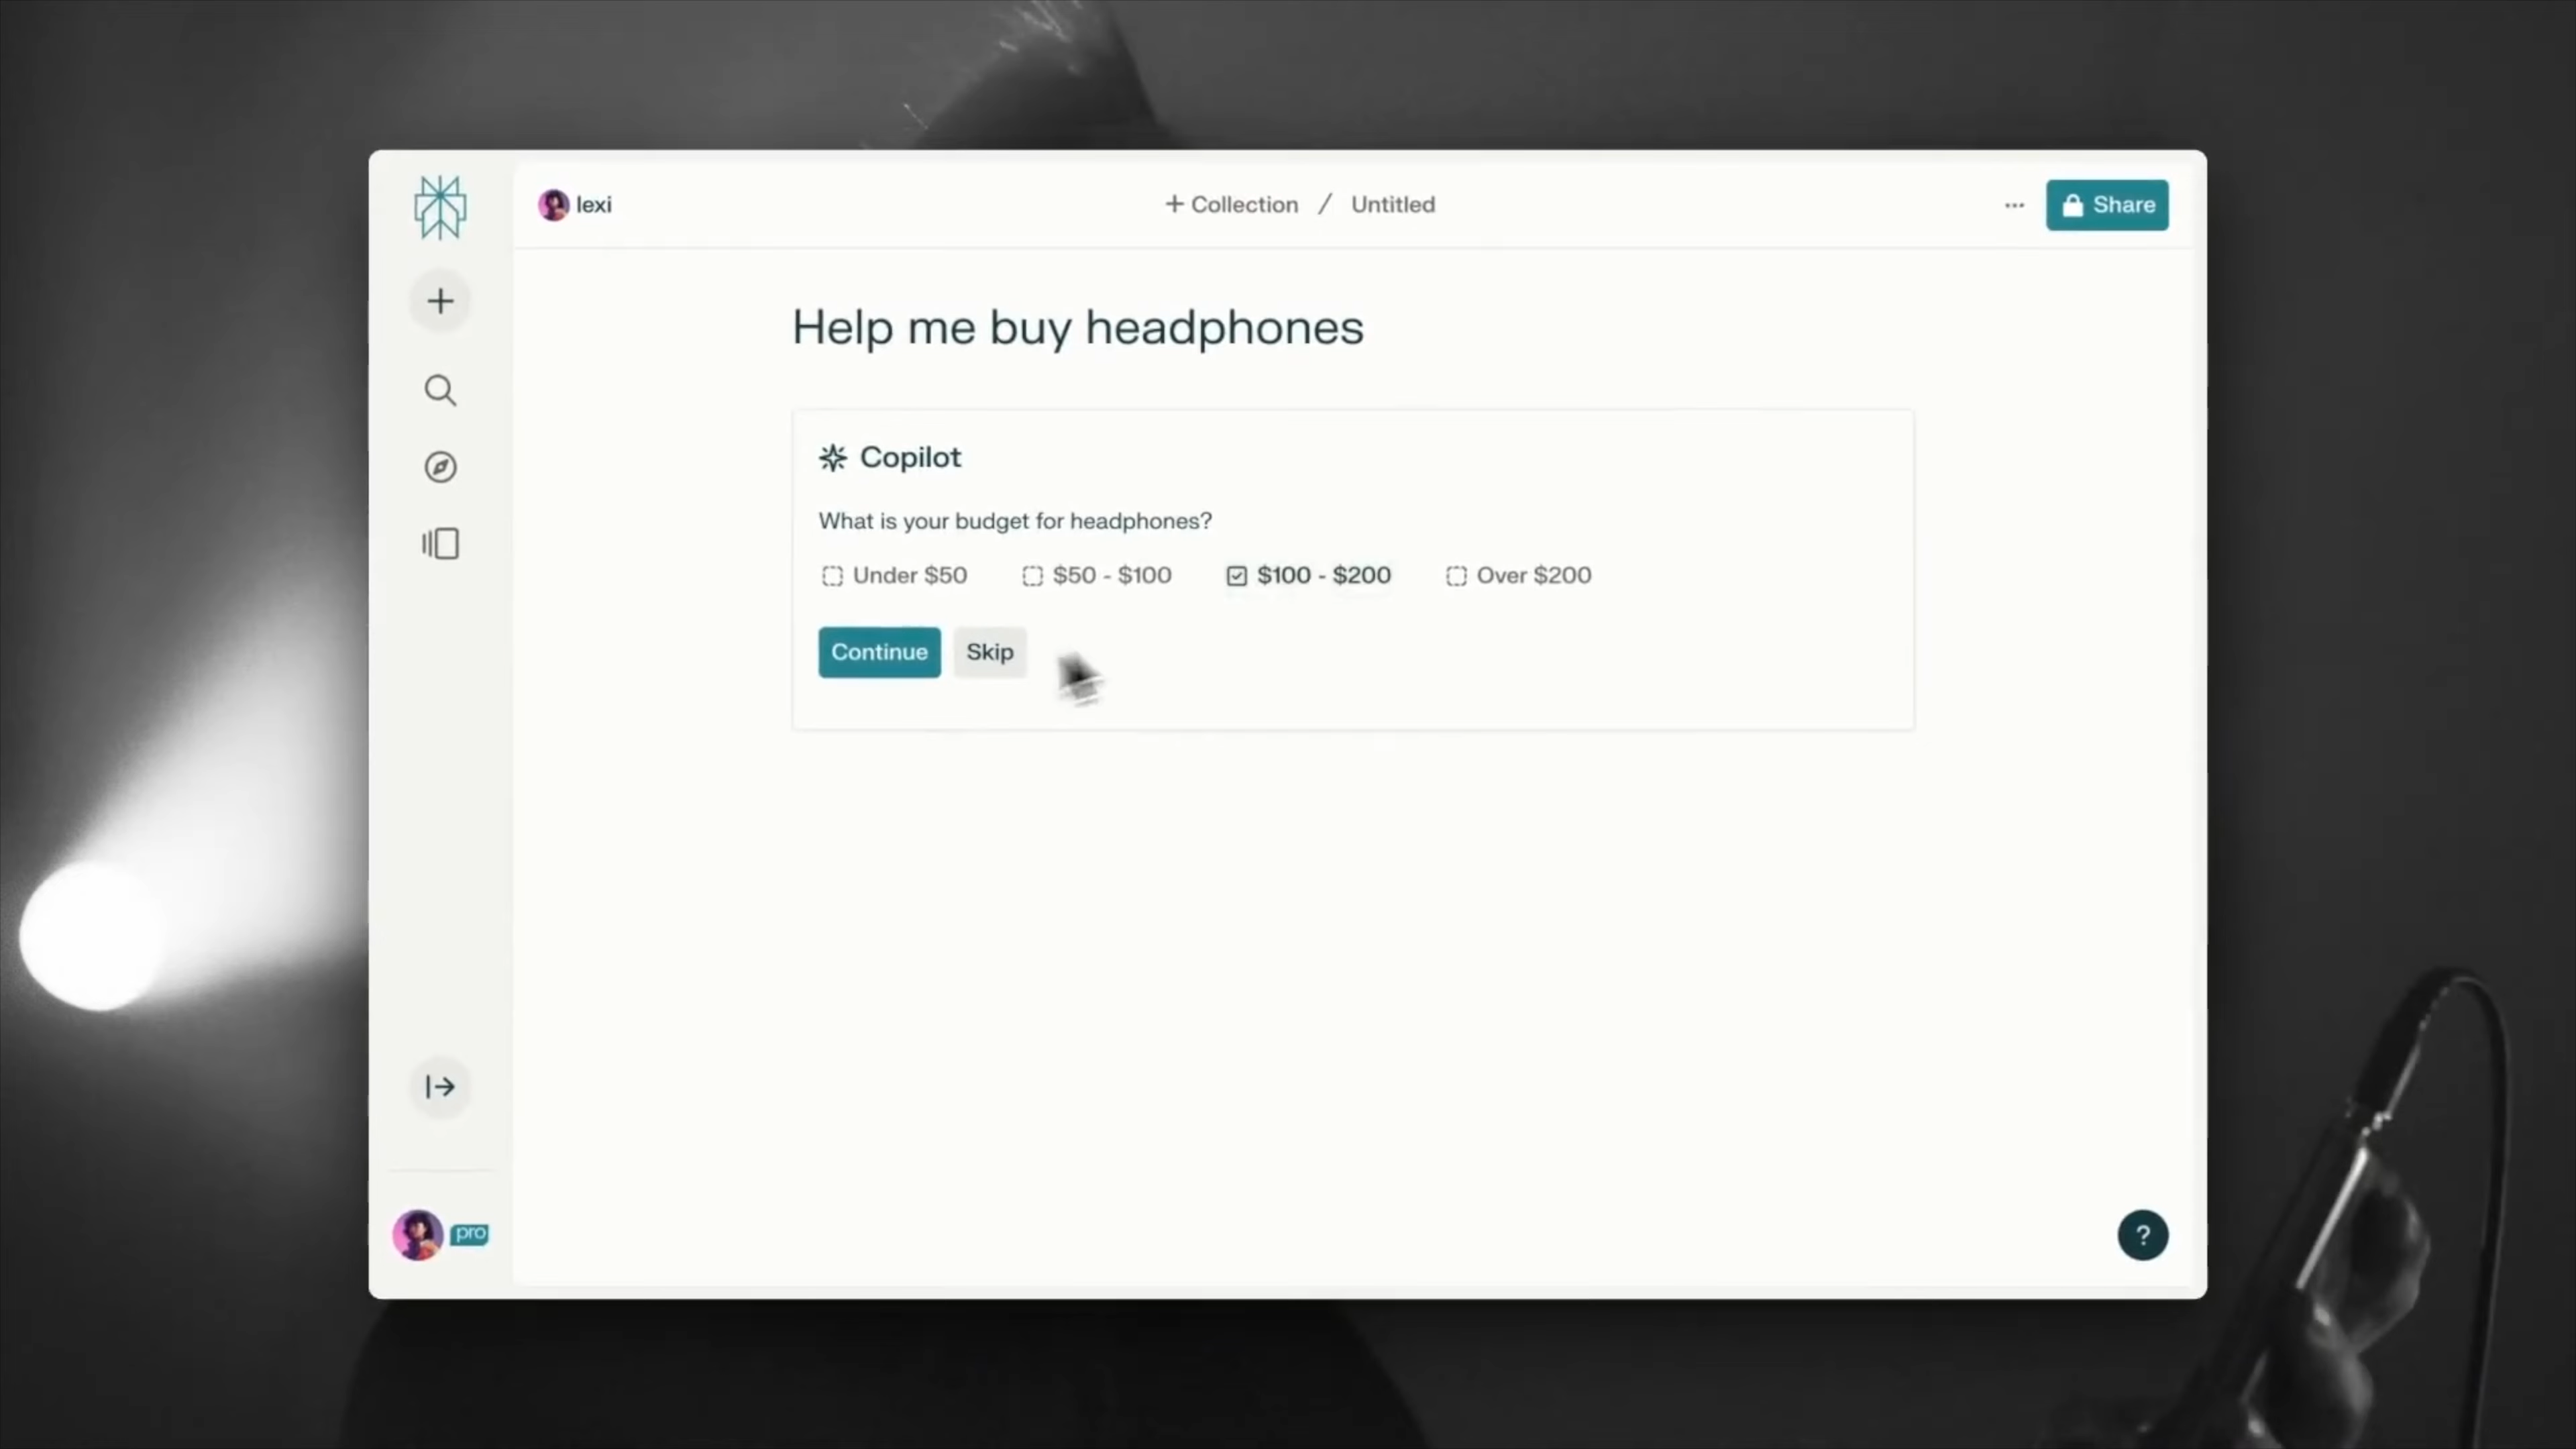 lexi
+ Collection / Untitled
Share
Help me buy headphones
Copilot
What is your budget for headphones?
Under $50
$50 - $100
$100 - $200
Over $200
Continue
Skip
pro
?